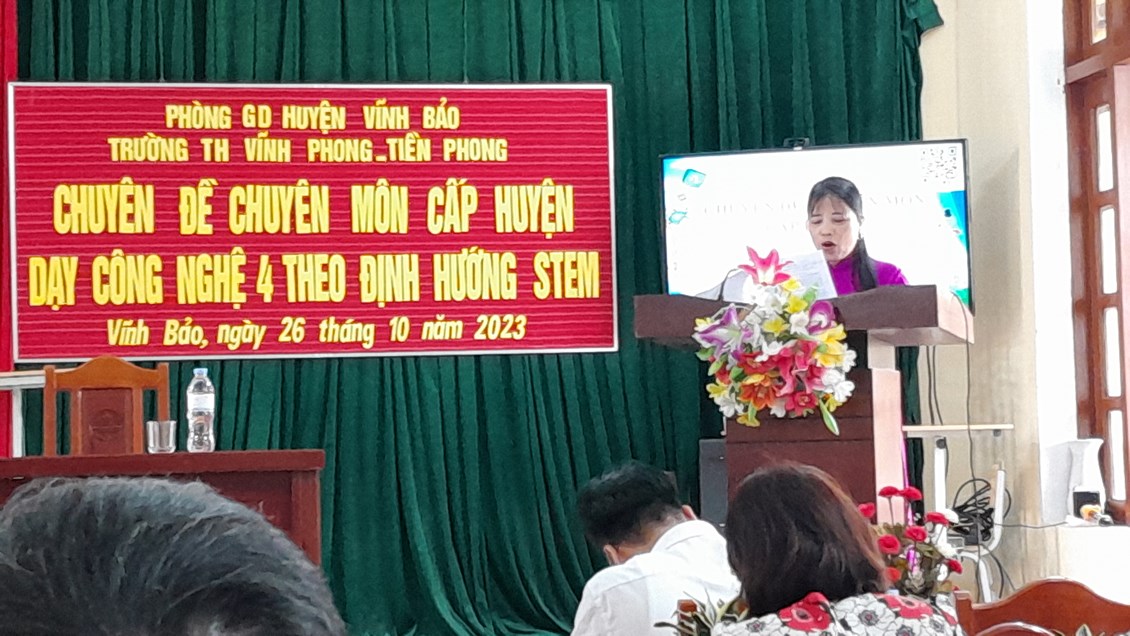 PHÒNG GD HUYỆN VĨNH BẢO
TRƯỜNG TH VĨNH PHONG_TIỀN PHONG
CHUYÊN ĐỀ CHUYÊN MÔN CẤP HUYỆN
DẠY CÔNG NGHỆ 4 THEO ĐỊNH HƯỚNG STEM
Vĩnh Bảo, ngày 26 tháng 10 năm 2023